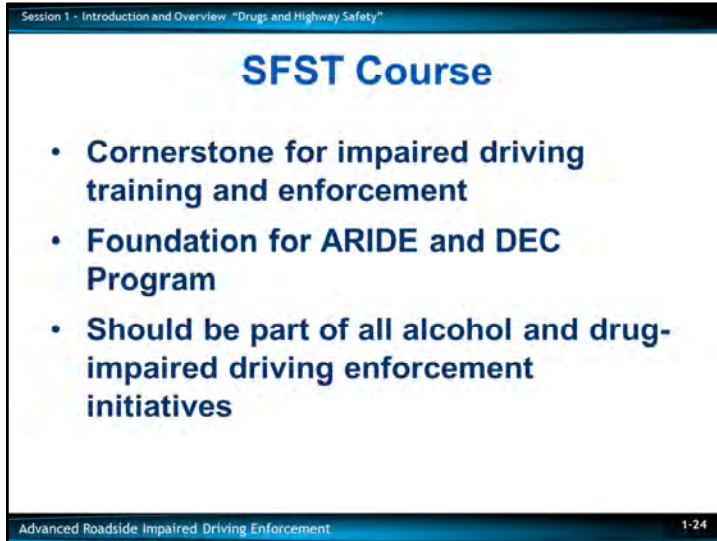 Session 1 - Introduction and Overview "Drugs and Highway Safety"
SFST Course
• Cornerstone for impaired driving
training and enforcement
• Foundation for ARIDE and DEC
Program
• Should be part of all alcohol and drug-
impaired driving enforcement
initiatives
Advanced Roadside Impaired Driving Enforcement
1-24